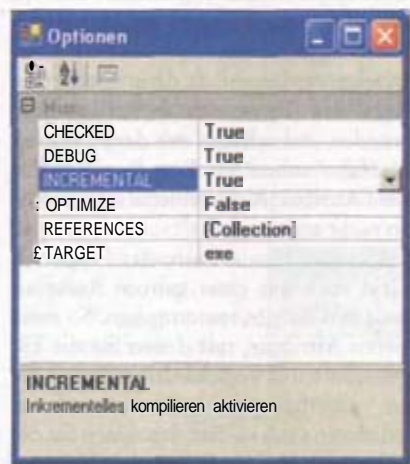 Optionen
CHECKED True
DEBUG True
INCREMENTAL True
: OPTIMIZE False
REFERENCES [Collection]
£ TARGET exe
INCREMENTAL
Inkrementelles kompilieren aktivieren